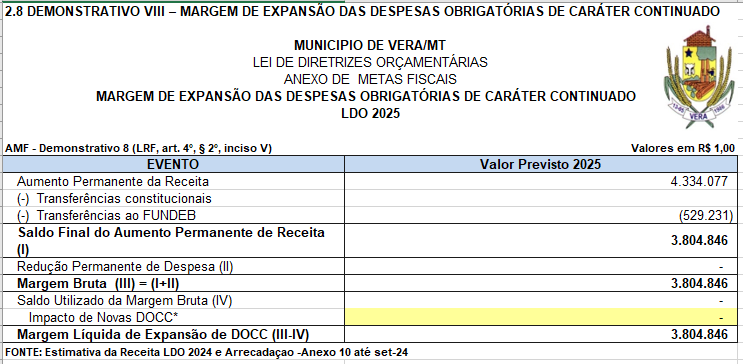 2.8 DEMONSTRATIVO VIII – MARGEM DE EXPANSÃO DAS DESPESAS OBRIGATÓRIAS DE CARÁTER CONTINUADO
MUNICIPIO DE VERA/MT
LEI DE DIRETRIZES ORÇAMENTÁRIAS
ANEXO DE METAS FISCAIS
MARGEM DE EXPANSÃO DAS DESPESAS OBRIGATÓRIAS DE CARÁTER CONTINUADO
LDO 2025
VERA
AMF - Demonstrativo 8 (LRF, art. 4º, § 2º, inciso V) Valores em R$ 1,00
EVENTO Valor Previsto 2025
Aumento Permanente da Receita 4.334.077
(-) Transferências constitucionais
(-) Transferências ao FUNDEB (529.231)
Saldo Final do Aumento Permanente de Receita
(I) 3.804.846
Redução Permanente de Despesa (II) -
Margem Bruta (III) = (I+II) 3.804.846
Saldo Utilizado da Margem Bruta (IV) -
Impacto de Novas DOCC* -
Margem Líquida de Expansão de DOCC (III-IV) 3.804.846
FONTE: Estimativa da Receita LDO 2024 e Arrecadaçao -Anexo 10 até set-24